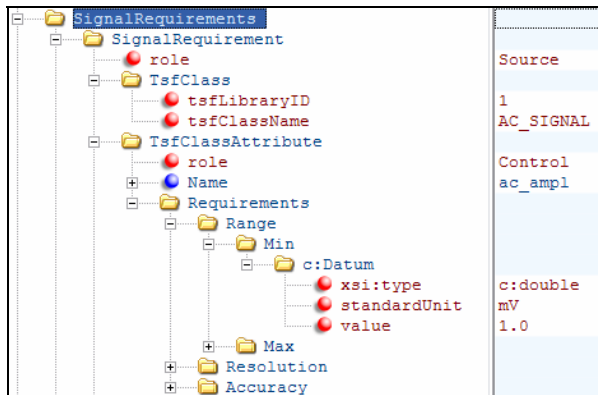 SignalRequirements
SignalRequirement
role Source
TsfClass
tsfLibraryID 1
tsfClassName AC_SIGNAL
TsfClassAttribute
role Control
Name ac_ampl
Requirements
Range
Min
c:Datum
xsi:type c:double
standardUnit mV
value 1.0
Max
Resolution
Accuracy